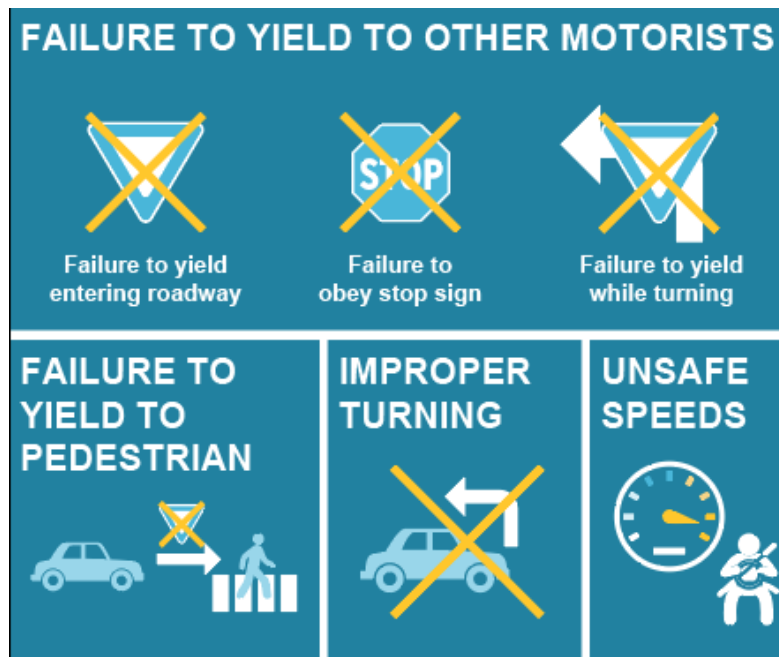 FAILURE TO YIELD TO OTHER MOTORISTS
STOP
Failure to yield
entering roadway
Failure to
obey stop sign
Failure to yield
while turning
FAILURE TO
YIELD TO
PEDESTRIAN
IMPROPER
TURNING
UNSAFE
SPEEDS